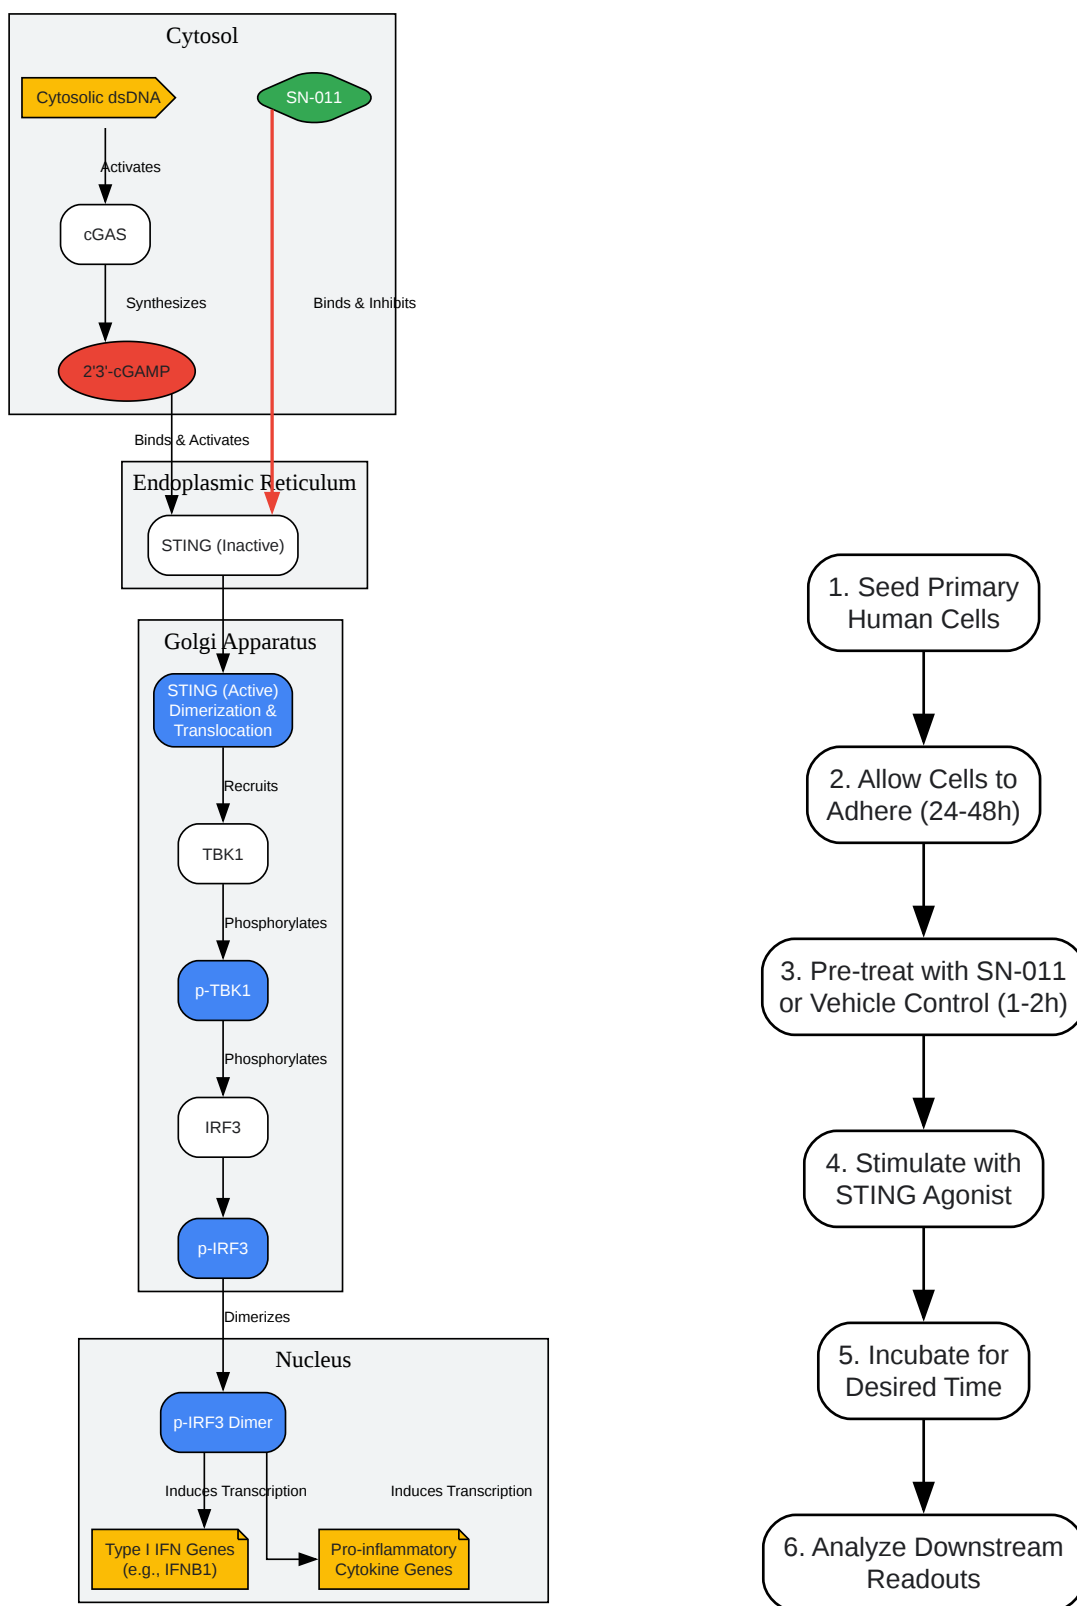 Cytosol
Cytosolic dsDNA
SN-011
Activates
cGAS
Synthesizes
Binds & Inhibits
2'3'-cGAMP
Binds & Activates
Endoplasmic Reticulum
STING (Inactive)
Golgi Apparatus
STING (Active)
Dimerization &
Translocation
Recruits
TBK1
Phosphorylates
p-TBK1
Phosphorylates
IRF3
p-IRF3
Dimerizes
Nucleus
p-IRF3 Dimer
Induces Transcription
Induces Transcription
Type I IFN Genes
(e.g., IFNB1)
Pro-inflammatory
Cytokine Genes
1. Seed Primary
Human Cells
2. Allow Cells to
Adhere (24-48h)
3. Pre-treat with SN-011
or Vehicle Control (1-2h)
4. Stimulate with
STING Agonist
5. Incubate for
Desired Time
6. Analyze Downstream
Readouts